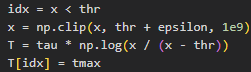 idx = x < thr
x = np.clip(x, thr + epsilon, 1e9)
T = tau * np.log(x / (x - thr))
T[idx] = tmax